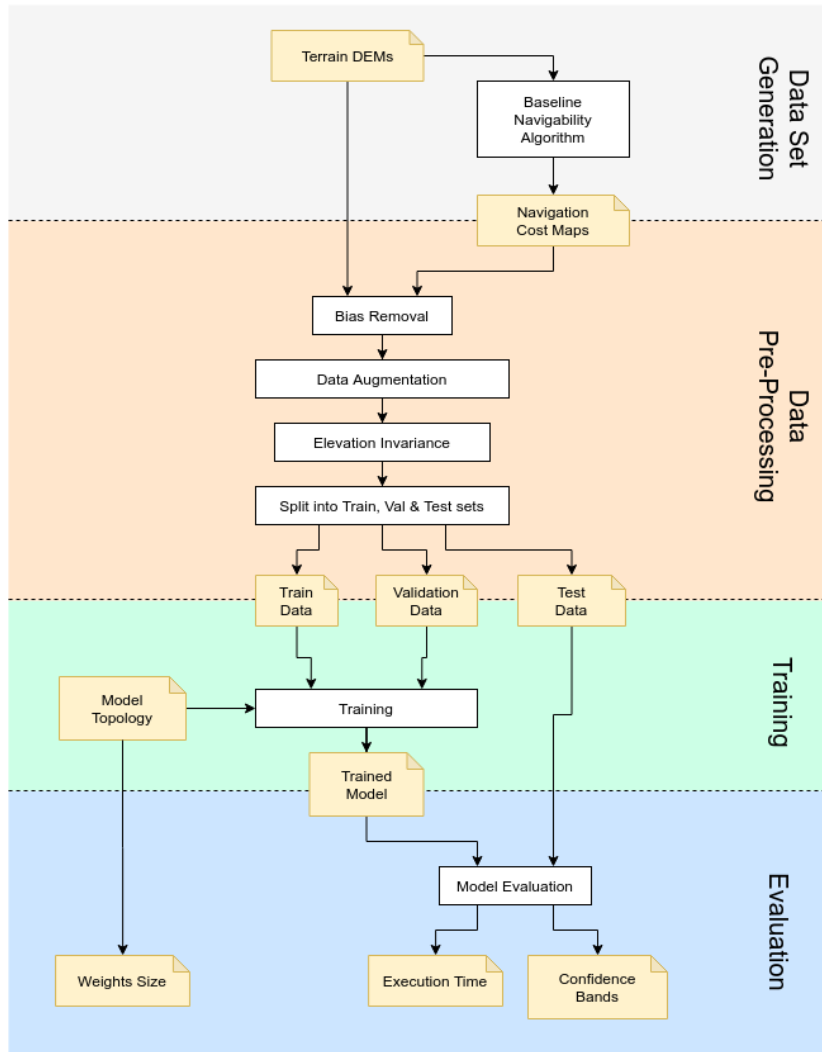 Terrain DEMs
Baseline
Navigability
Algorithm
Data Set
Generation
Navigation
Cost Maps
Bias Removal
Data Augmentation
Elevation Invariance
Split into Train, Val & Test sets
Data
Pre-Processing
Train
Data
Validation
Data
Test
Data
Model
Topology
Training
Training
Trained
Model
Model Evaluation
Evaluation
Weights Size
Execution Time
Confidence
Bands